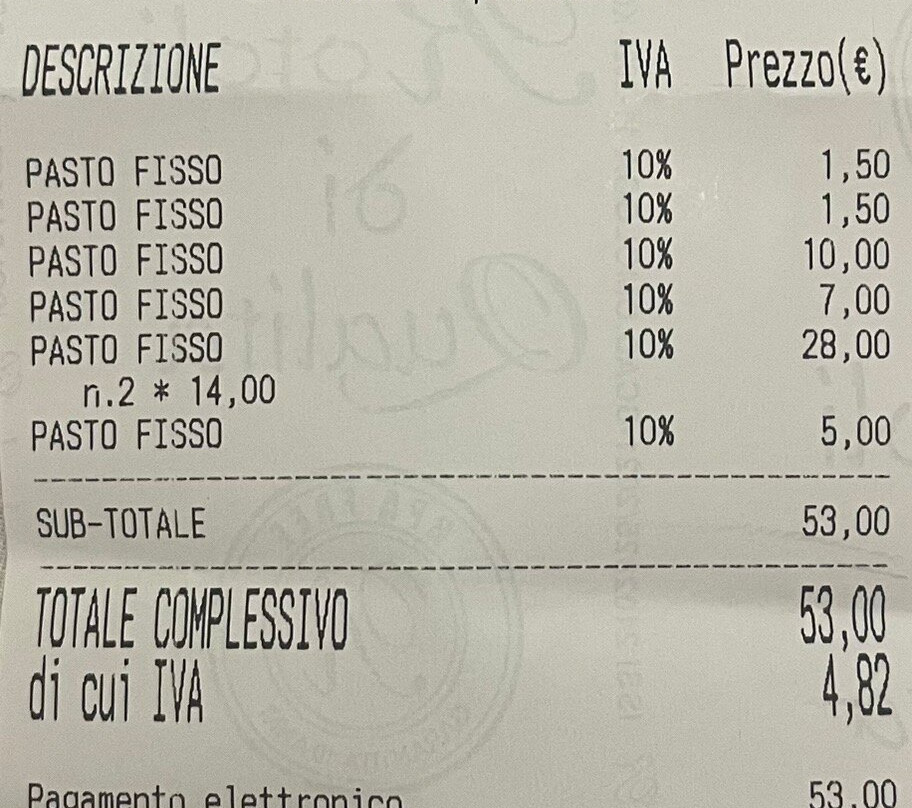 DESCRIZIONE IVA Prezzo(€)
PASTO FISSO 10% 1,50
PASTO FISSO 10% 1,50
PASTO FISSO 10% 10,00
PASTO FISSO 10% 7,00
PASTO FISSO 10% 28,00
n.2 * 14,00
PASTO FISSO 10% 5,00
SUB-TOTALE 53,00
TOTALE COMPLESSIVO 53,00
di cui IVA 4,82
Pagamento elettronico 53,00